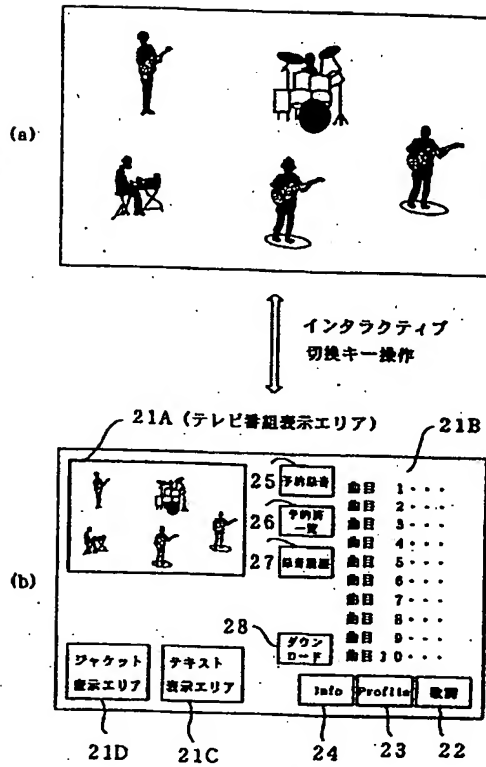 (a)
インタラクティブ
切換キー操作
21A(テレビ番組表示エリア)
21B
(b)
25
予約録音
26
予約済
一覧
27
録音履歴
28
ダウン
ロード
曲目 1・・・
曲目 2・・・
曲目 3・・・
曲目 4・・・
曲目 5・・・
曲目 6・・・
曲目 7・・・
曲目 8・・・
曲目 9・・・
曲目 10・・・
ジャケット
表示エリア
テキスト
表示エリア
Info
Profile
歌詞
21D
21C
24
23
22